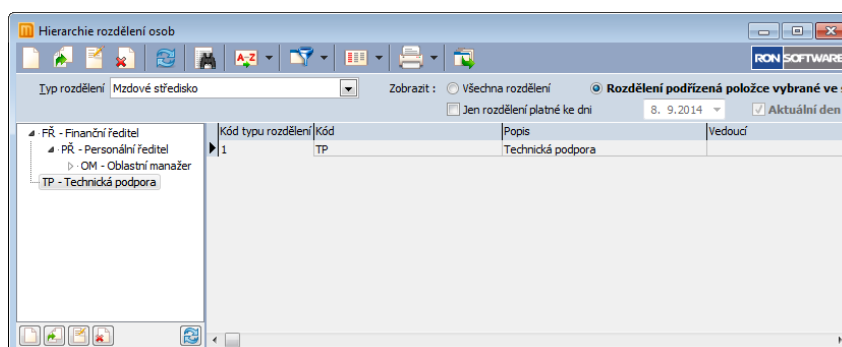 Hierarchie rozdělení osob
A-Z
RON SOFTWARE
Typ rozdělení Mzdové středisko Zobrazit : Všechna rozdělení Rozdělení podřízená položce vybrané ve
Jen rozdělení platné ke dni 8. 9.2014 Aktuální den
FŘ - Finanční ředitel
PŘ - Personální ředitel
OM - Oblastní manažer
TP - Technická podpora
Kód typu rozdělení Kód Popis Vedoucí
1 TP Technická podpora